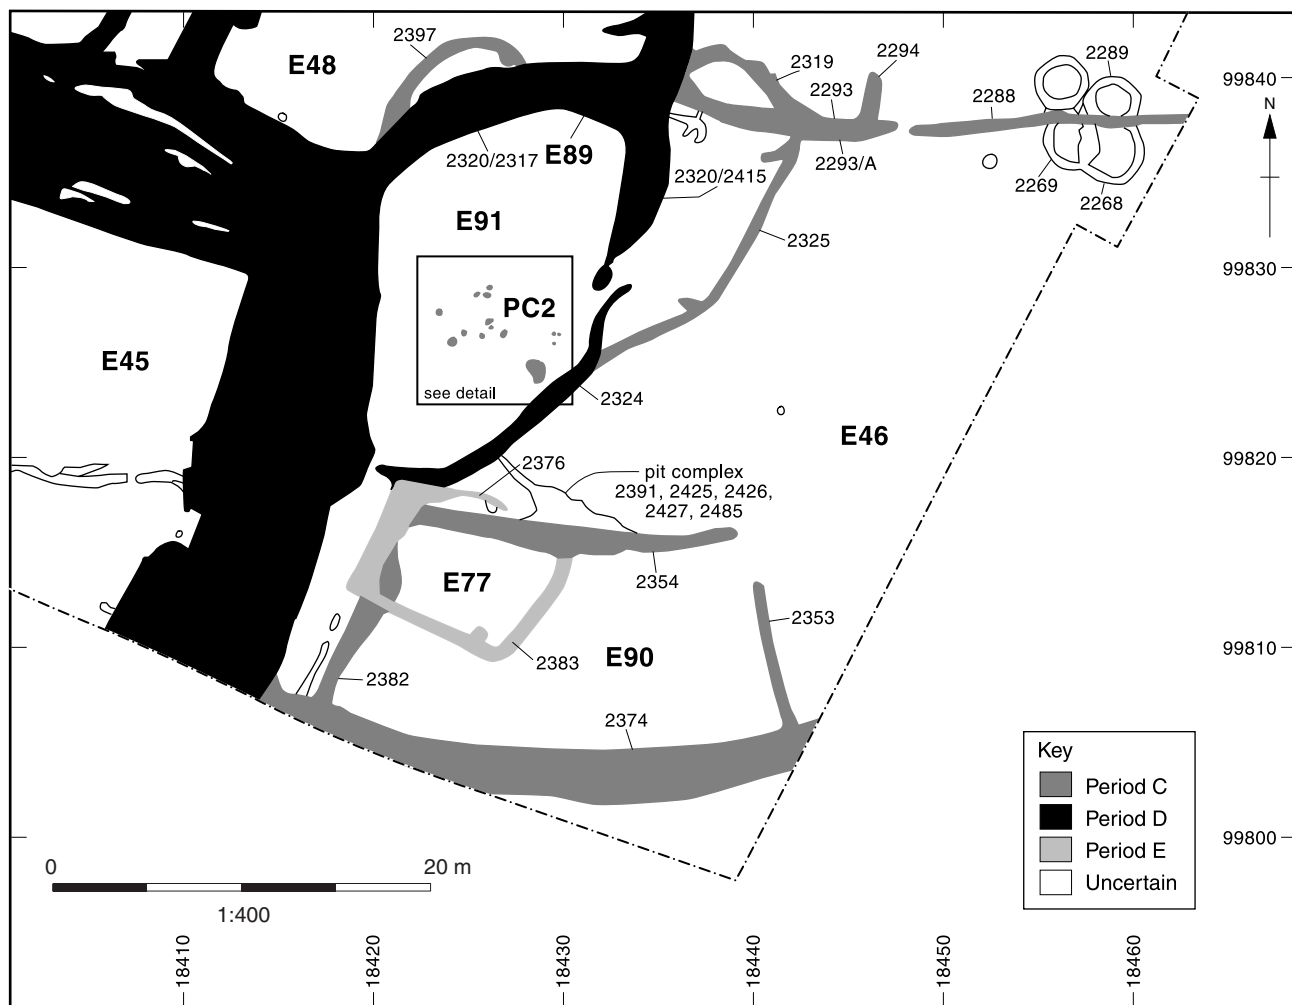 2397
E48
2319
2294
2293
2289
2288
99840
N
2320/2317
E89
2320/2415
2293/A
2269
2268
E91
2325
99830
PC2
E45
see detail
2324
E46
2376
pit complex
2391, 2425, 2426,
2427, 2485
99820
E77
2354
2353
E90
2383
2382
99810
2374
Key
Period C
Period D
Period E
Uncertain
99800
0
20 m
1:400
18410
18420
18430
18440
18450
18460